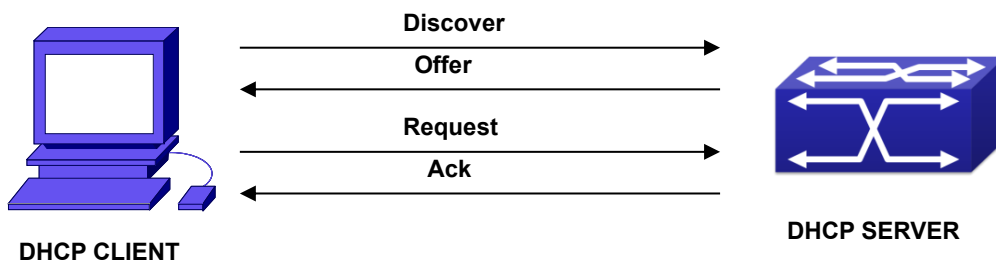 Discover
Offer
Request
Ack
DHCP CLIENT
DHCP SERVER